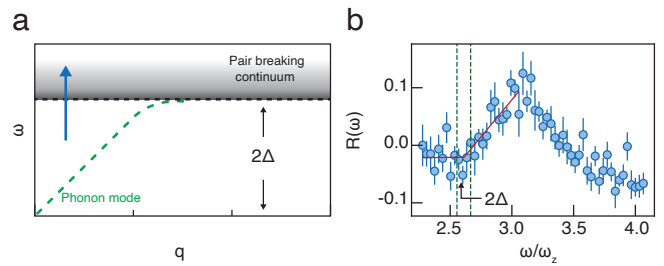 a
b
Pair breaking
continuum
ω
2Δ
Phonon mode
q
R(ω)
0.1
0.0
-0.1
2Δ
2.5
3.0
3.5
4.0
ω/ω_z